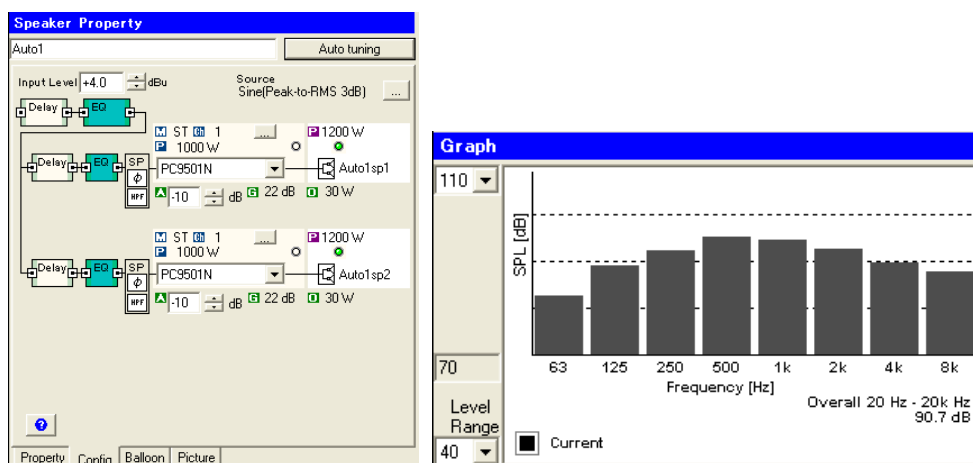 Speaker Property
Auto1 Auto tuning
Input Level +4.0 dBu Source
Sine(Peak-to-RMS 3dB) ...
Delay EQ
M ST Ch 1 ... P 1200 W
P 1000 W
Delay EQ SP PC9501N Auto1sp1
Φ
HPF A -10 dB G 22 dB O 30 W
M ST Ch 1 ... P 1200 W
P 1000 W
Delay EQ SP PC9501N Auto1sp2
Φ
HPF A -10 dB G 22 dB O 30 W
?
Property Config Balloon Picture
Graph
110
SPL [dB]
70
63 125 250 500 1k 2k 4k 8k
Frequency [Hz]
Overall 20 Hz - 20k Hz
90.7 dB
Level
Range
40
Current